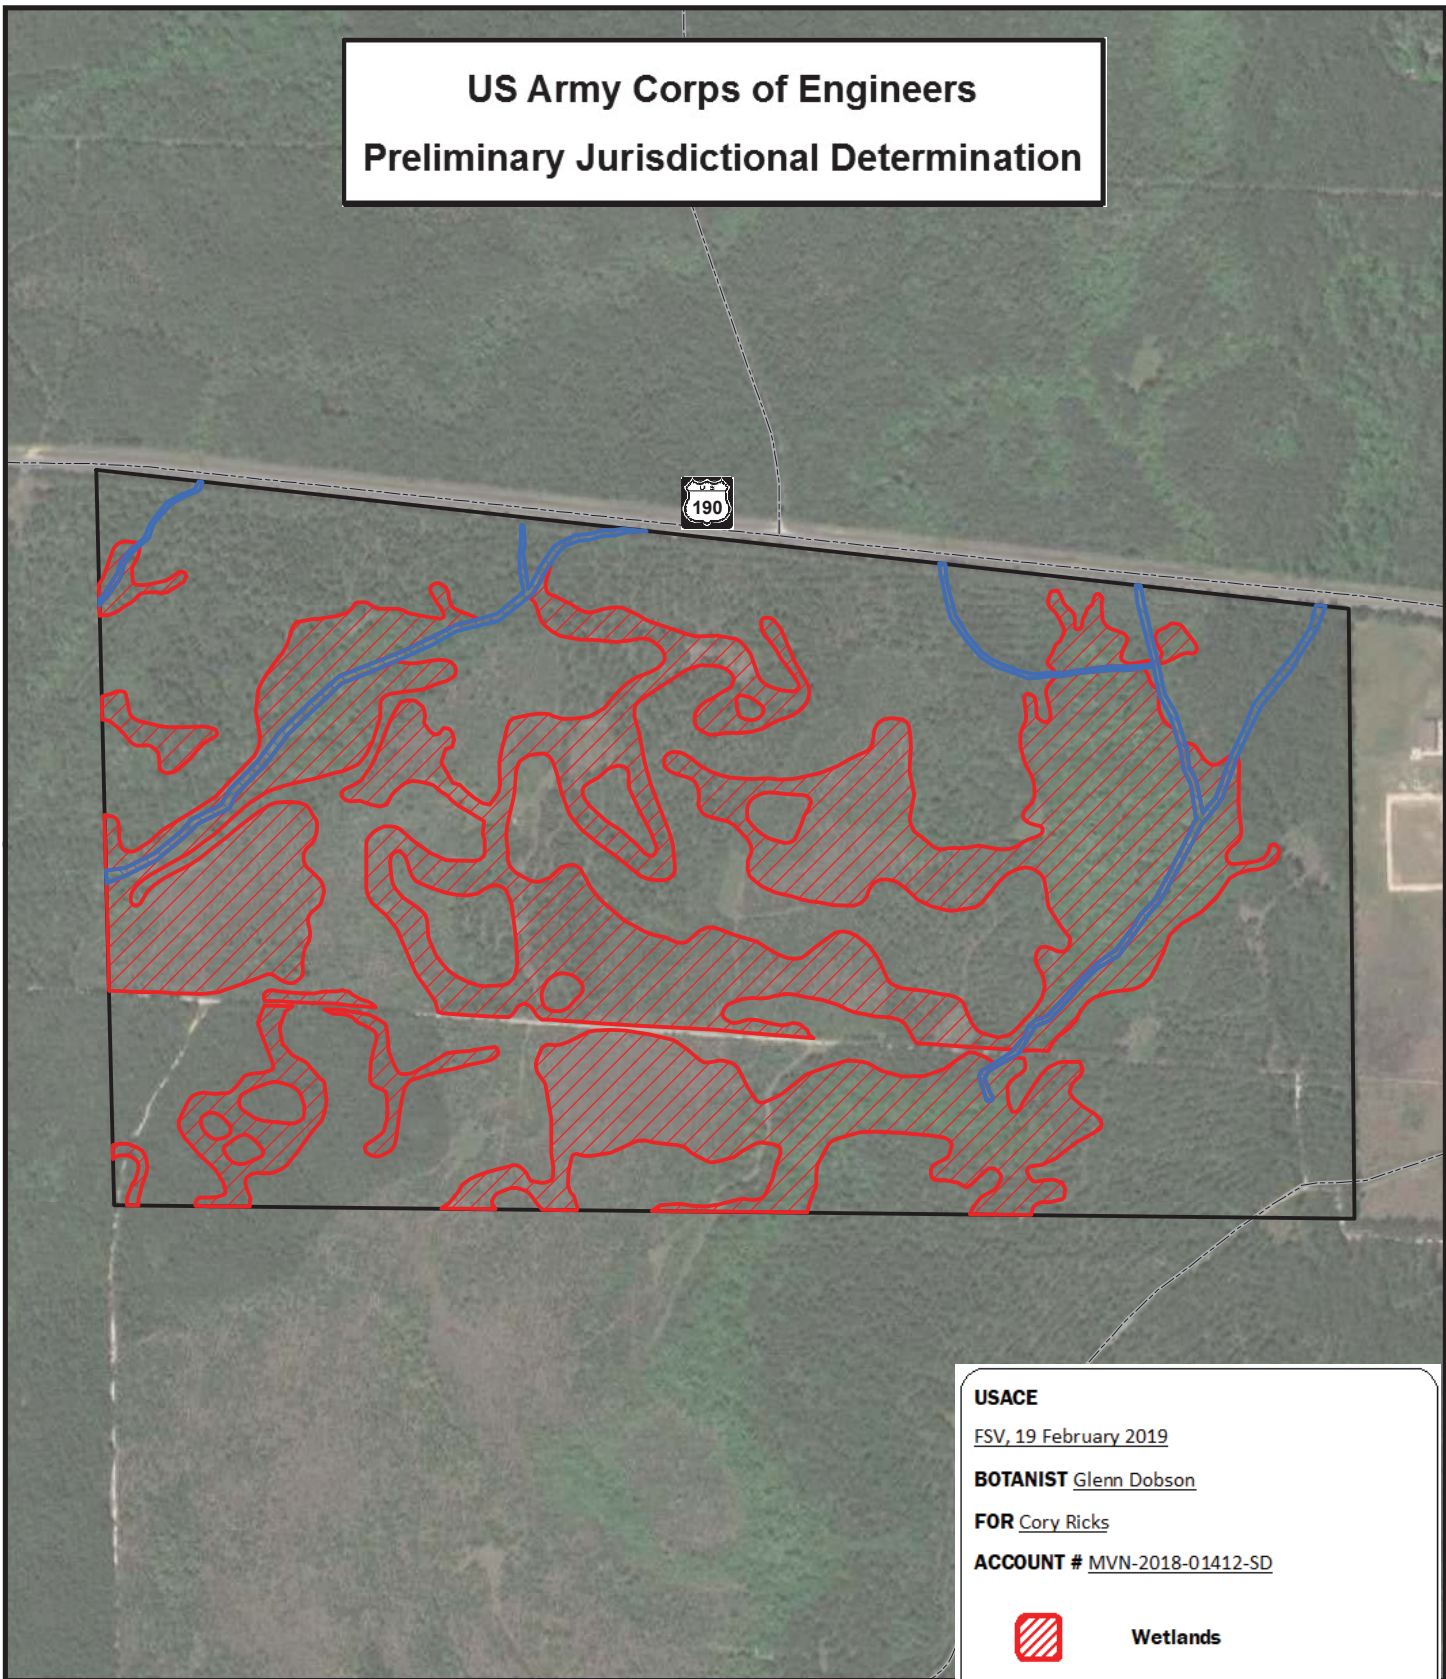 US Army Corps of Engineers
Preliminary Jurisdictional Determination
U S
190
USACE
FSV, 19 February 2019
BOTANIST Glenn Dobson
FOR Cory Ricks
ACCOUNT # MVN-2018-01412-SD
Wetlands